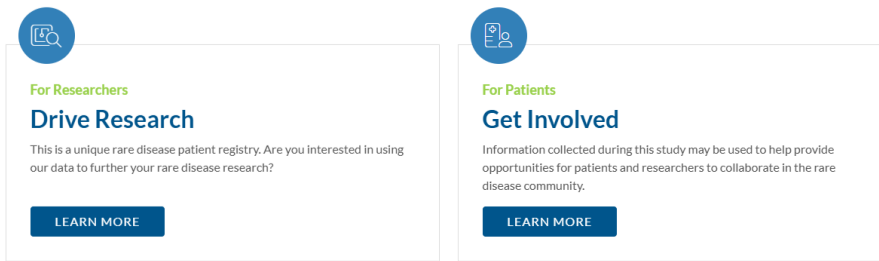 For Researchers
Drive Research
This is a unique rare disease patient registry. Are you interested in using
our data to further your rare disease research?
LEARN MORE
For Patients
Get Involved
Information collected during this study may be used to help provide
opportunities for patients and researchers to collaborate in the rare
disease community.
LEARN MORE